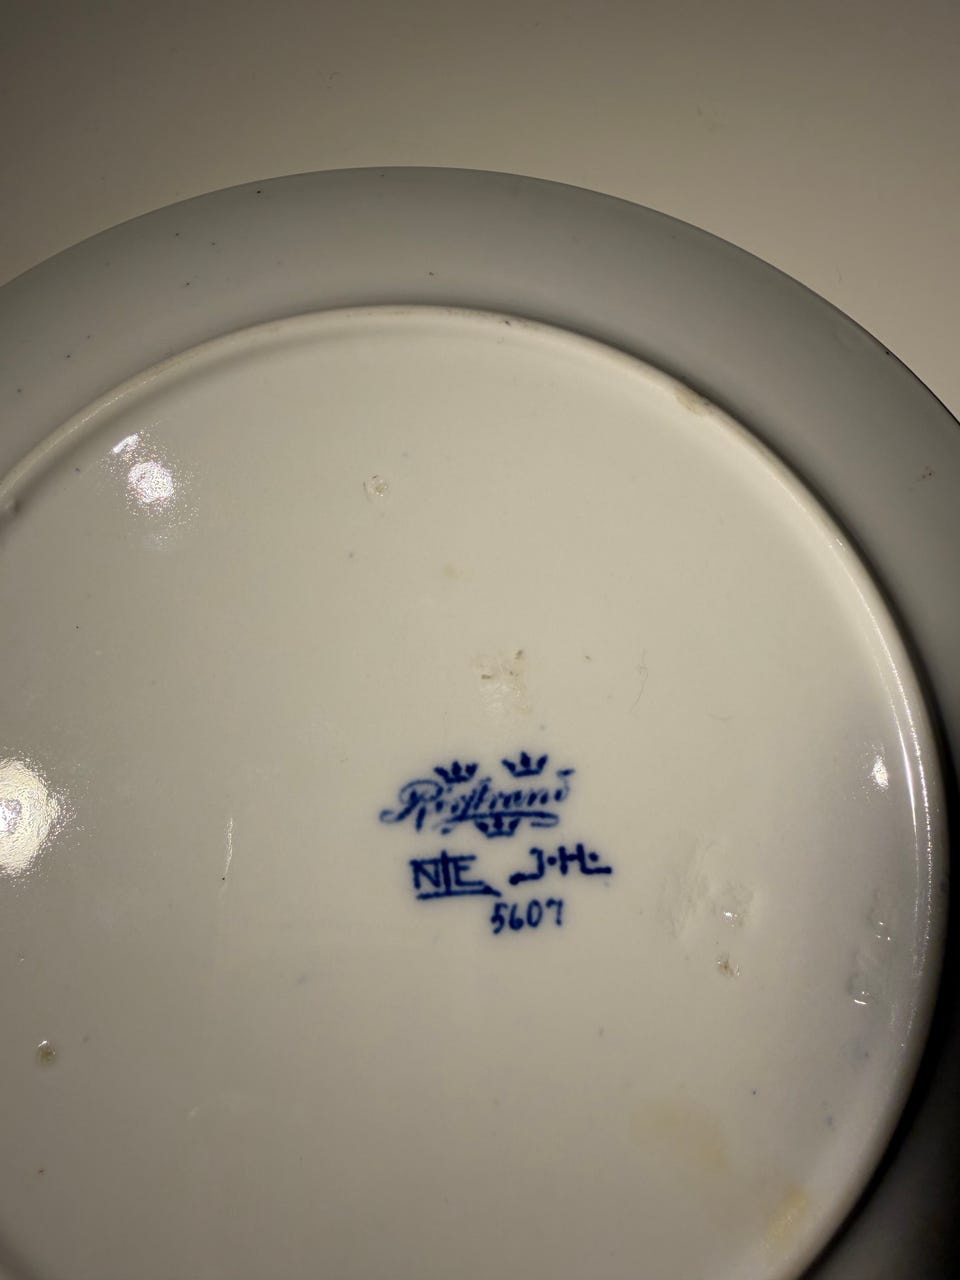 Rörstrand
NE J.H.
5607